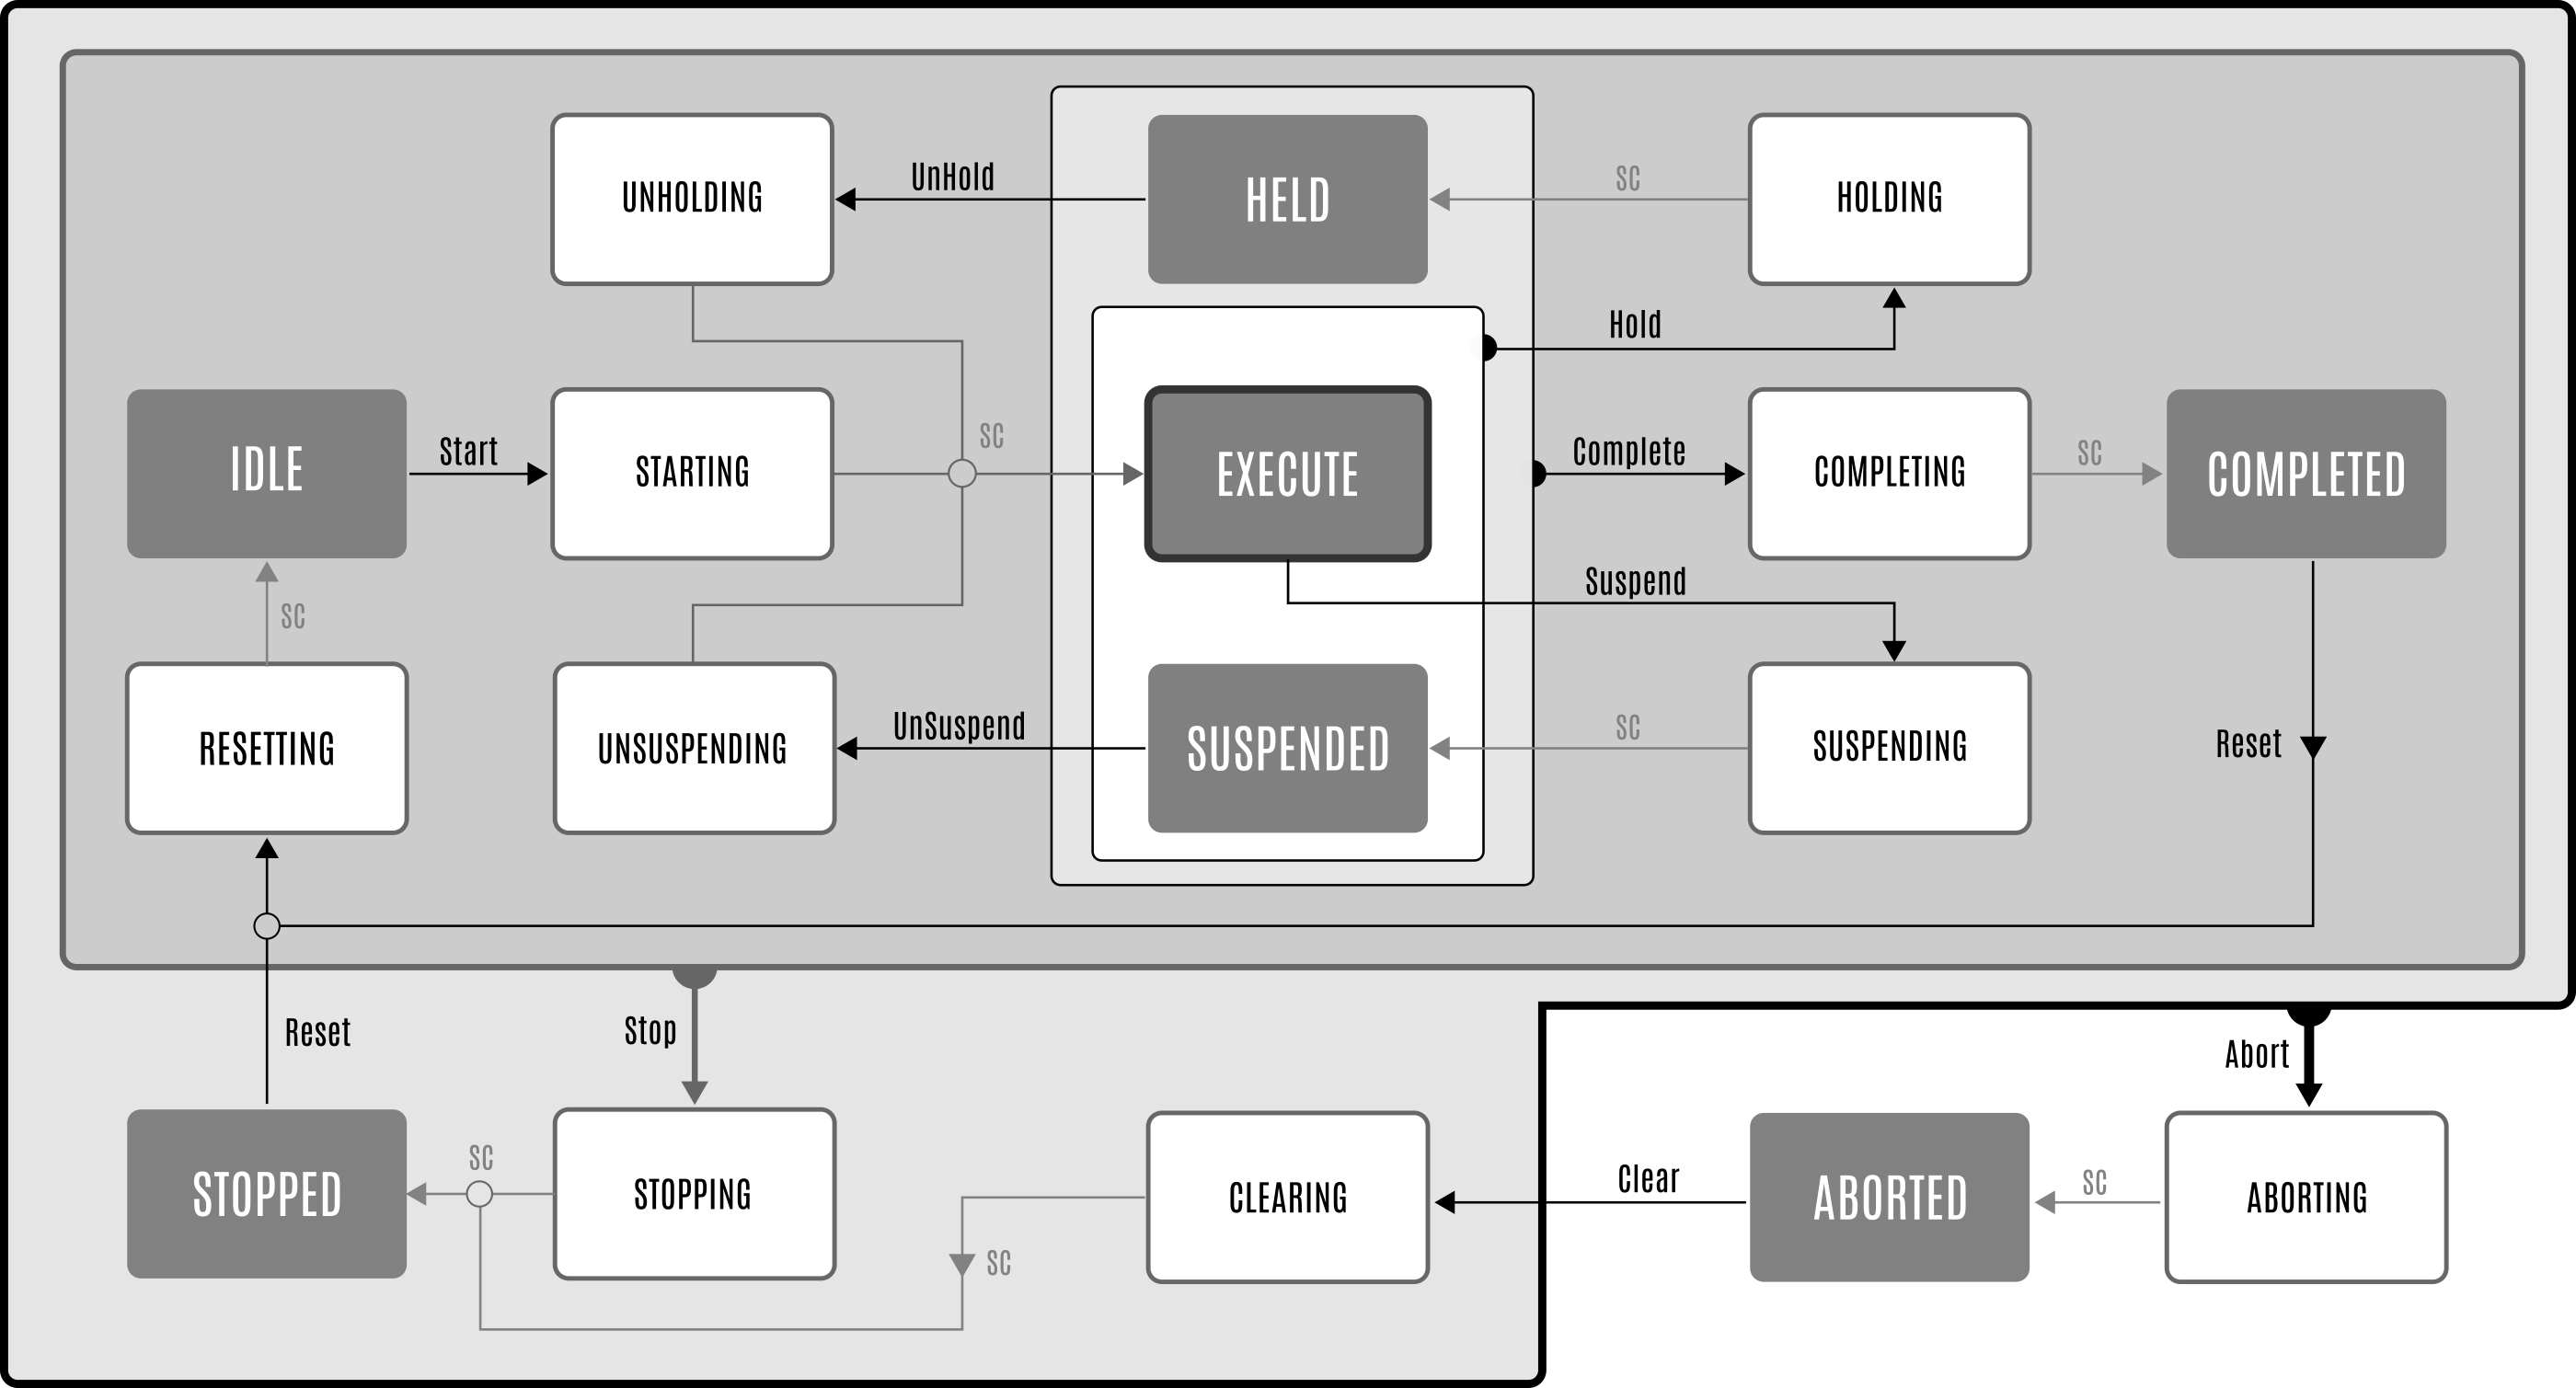 UNHOLDING
UnHold
HELD
SC
HOLDING
Hold
IDLE
Start
STARTING
SC
EXECUTE
Complete
COMPLETING
SC
COMPLETED
SC
Suspend
RESETTING
UNSUSPENDING
UnSuspend
SUSPENDED
SC
SUSPENDING
Reset
Reset
Stop
Abort
STOPPED
SC
STOPPING
SC
CLEARING
Clear
ABORTED
SC
ABORTING